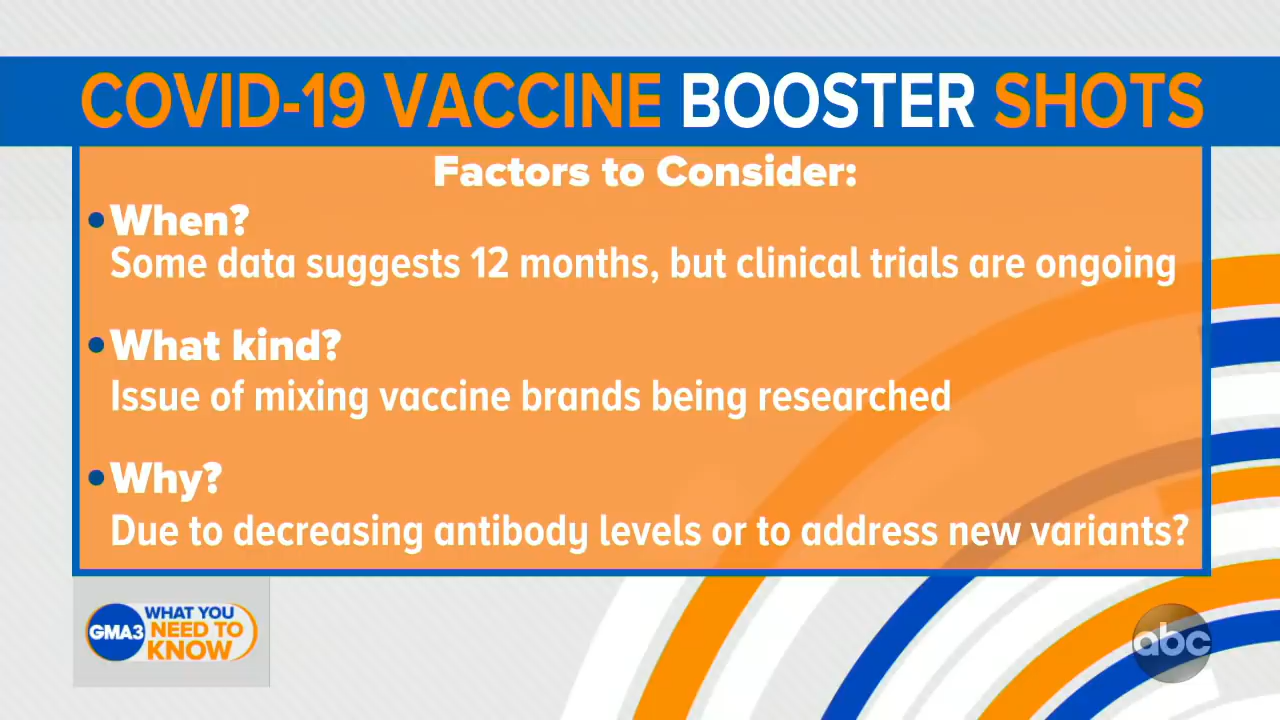 COVID-19 VACCINE BOOSTER SHOTS
Factors to Consider:
• When?
Some data suggests 12 months, but clinical trials are ongoing
• What kind?
Issue of mixing vaccine brands being researched
• Why?
Due to decreasing antibody levels or to address new variants?
GMA3
WHAT YOU
NEED TO
KNOW
abc